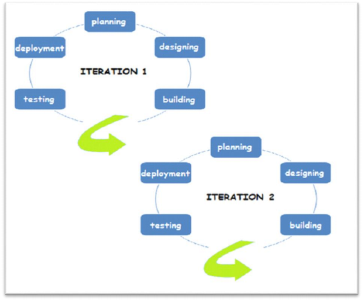 planning
deployment
designing
ITERATION 1
testing
building
planning
deployment
designing
ITERATION 2
testing
building